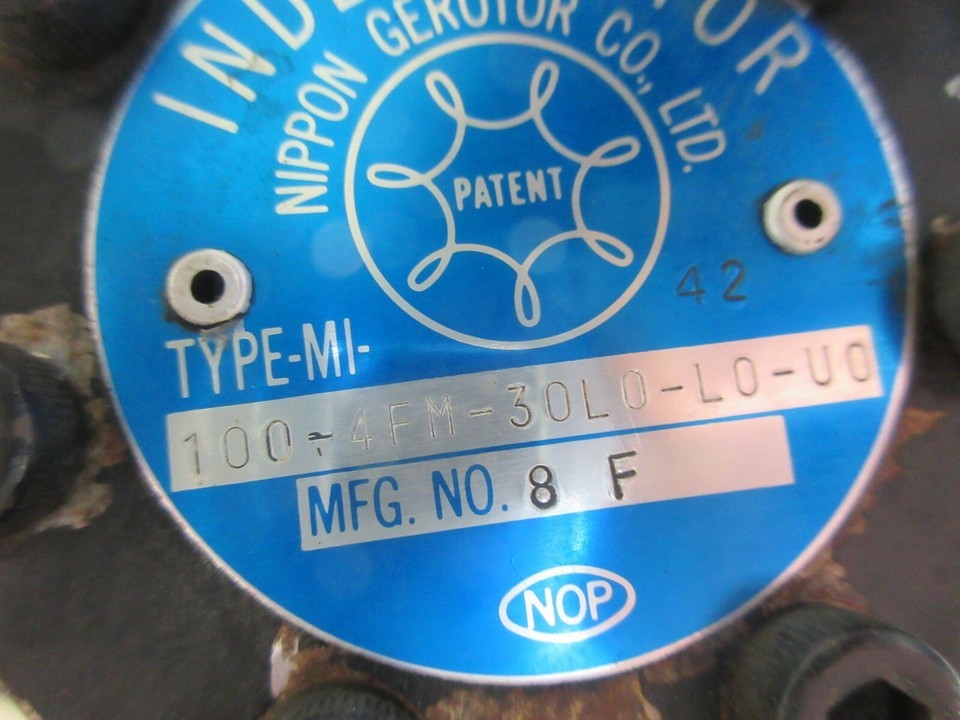 NIPPON GEROTOR CO., LTD.
PATENT
42
TYPE-MI-
100-4FM-30L0-L0-U0
MFG. NO. 8 F
NOP